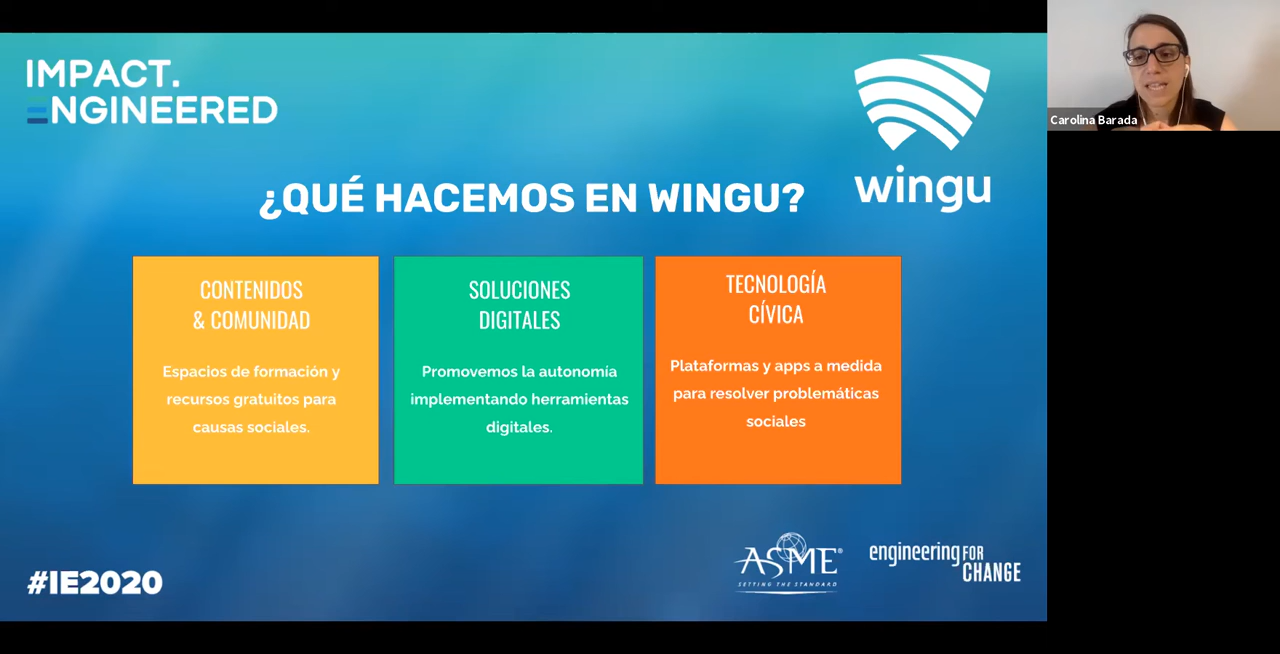 IMPACT.
ΞNGINEERED
wingu
Carolina Barada
¿QUÉ HACEMOS EN WINGU?
CONTENIDOS
& COMUNIDAD
Espacios de formación y
recursos gratuitos para
causas sociales.
SOLUCIONES
DIGITALES
Promovemos la autonomía
implementando herramientas
digitales.
TECNOLOGÍA
CÍVICA
Plataformas y apps a medida
para resolver problemáticas
sociales
#IE2020
ASME®
SETTING THE STANDARD
engineering FOR
CHANGE